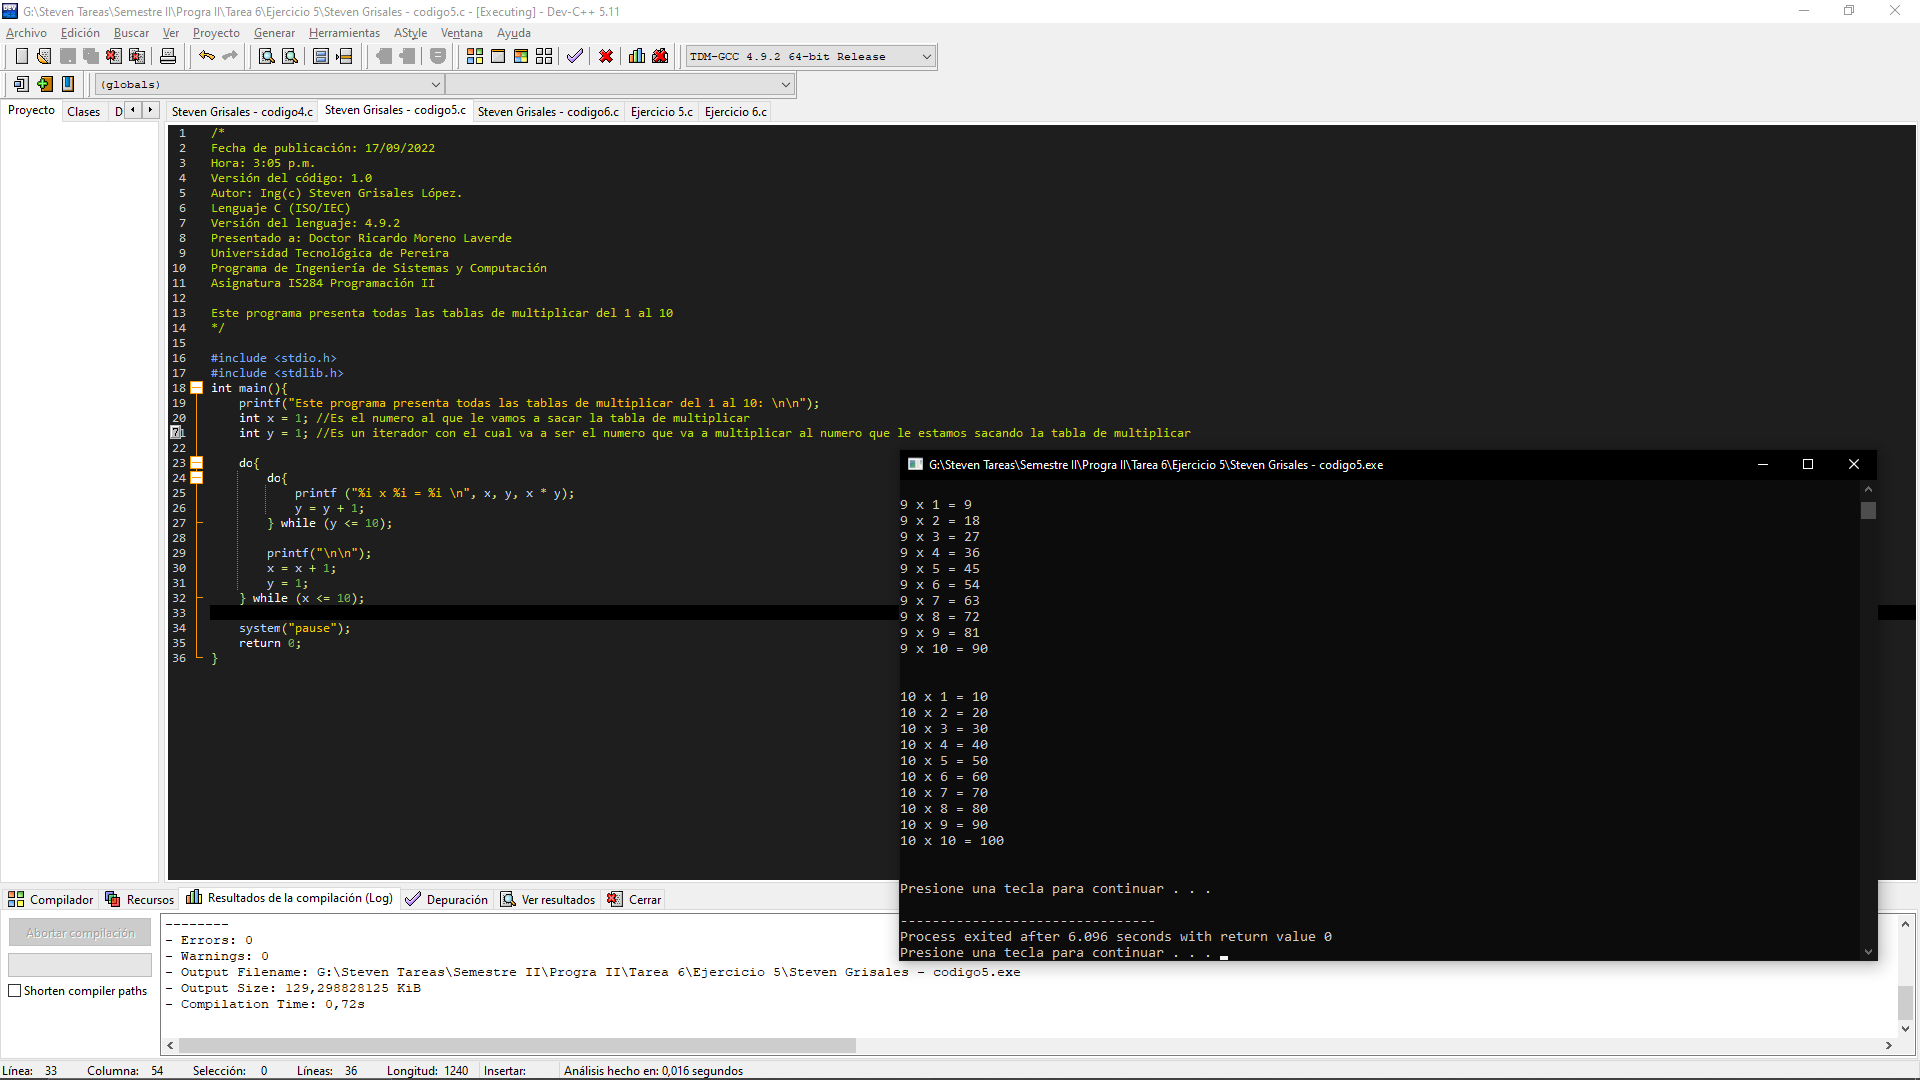 G:\Steven Tareas\Semestre II\Progra II\Tarea 6\Ejercicio 5\Steven Grisales - codigo5.c - [Executing] - Dev-C++ 5.11
Archivo Edición Buscar Ver Proyecto Generar Herramientas AStyle Ventana Ayuda
TDM-GCC 4.9.2 64-bit Release
(globals)
Proyecto Clases D
Steven Grisales - codigo4.c Steven Grisales - codigo5.c Steven Grisales - codigo6.c Ejercicio 5.c Ejercicio 6.c
1 /*
2 Fecha de publicación: 17/09/2022
3 Hora: 3:05 p.m.
4 Versión del código: 1.0
5 Autor: Ing(c) Steven Grisales López.
6 Lenguaje C (ISO/IEC)
7 Versión del lenguaje: 4.9.2
8 Presentado a: Doctor Ricardo Moreno Laverde
9 Universidad Tecnológica de Pereira
10 Programa de Ingeniería de Sistemas y Computación
11 Asignatura IS284 Programación II
12
13 Este programa presenta todas las tablas de multiplicar del 1 al 10
14 */
15
16 #include <stdio.h>
17 #include <stdlib.h>
18 int main(){
19 printf("Este programa presenta todas las tablas de multiplicar del 1 al 10: \n\n");
20 int x = 1; //Es el numero al que le vamos a sacar la tabla de multiplicar
int y = 1; //Es un iterador con el cual va a ser el numero que va a multiplicar al numero que le estamos sacando la tabla de multiplicar
22
23 do{
24 do{
25 printf ("%i x %i = %i \n", x, y, x * y);
26 y = y + 1;
27 } while (y <= 10);
28
29 printf("\n\n");
30 x = x + 1;
31 y = 1;
32 } while (x <= 10);
33
34 system("pause");
35 return 0;
36 }
G:\Steven Tareas\Semestre II\Progra II\Tarea 6\Ejercicio 5\Steven Grisales - codigo5.exe
9 x 1 = 9
9 x 2 = 18
9 x 3 = 27
9 x 4 = 36
9 x 5 = 45
9 x 6 = 54
9 x 7 = 63
9 x 8 = 72
9 x 9 = 81
9 x 10 = 90
10 x 1 = 10
10 x 2 = 20
10 x 3 = 30
10 x 4 = 40
10 x 5 = 50
10 x 6 = 60
10 x 7 = 70
10 x 8 = 80
10 x 9 = 90
10 x 10 = 100
Presione una tecla para continuar . . .
--------------------------------
Process exited after 6.096 seconds with return value 0
Presione una tecla para continuar . . .
Compilador Recursos Resultados de la compilación (Log) Depuración Ver resultados Cerrar
Abortar compilación
Shorten compiler paths
--------
- Errors: 0
- Warnings: 0
- Output Filename: G:\Steven Tareas\Semestre II\Progra II\Tarea 6\Ejercicio 5\Steven Grisales - codigo5.exe
- Output Size: 129,298828125 KiB
- Compilation Time: 0,72s
Línea: 33 Columna: 54 Selección: 0 Líneas: 36 Longitud: 1240 Insertar: Análisis hecho en: 0,016 segundos